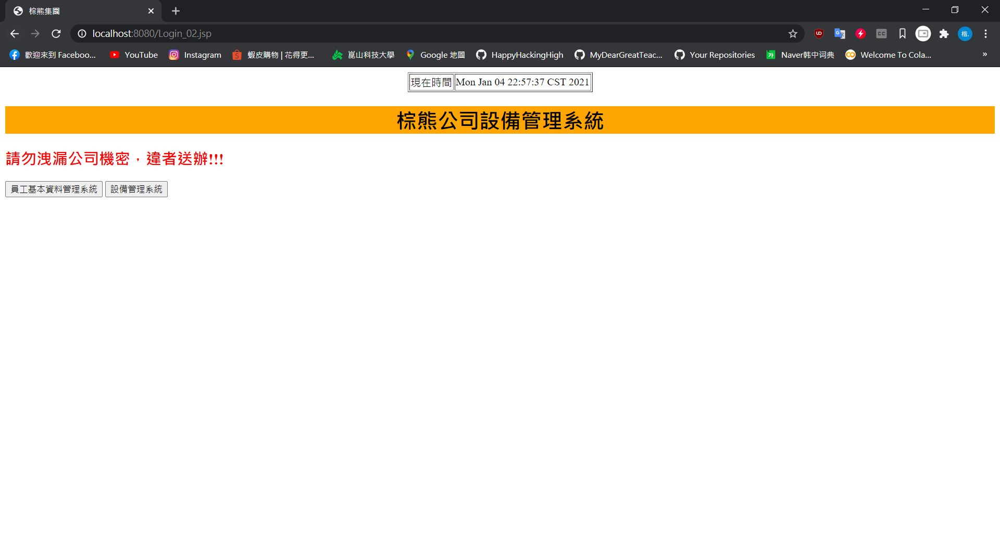 棕熊集團
localhost:8080/Login_02.jsp
楷.
歡迎來到 Faceboo... YouTube Instagram 蝦皮購物 | 花得更... 崑山科技大學 Google 地圖 HappyHackingHigh MyDearGreatTeac... Your Repositories Naver韩中词典 Welcome To Cola... »
現在時間 Mon Jan 04 22:57:37 CST 2021
棕熊公司設備管理系統
請勿洩漏公司機密，違者送辦!!!
員工基本資料管理系統 設備管理系統